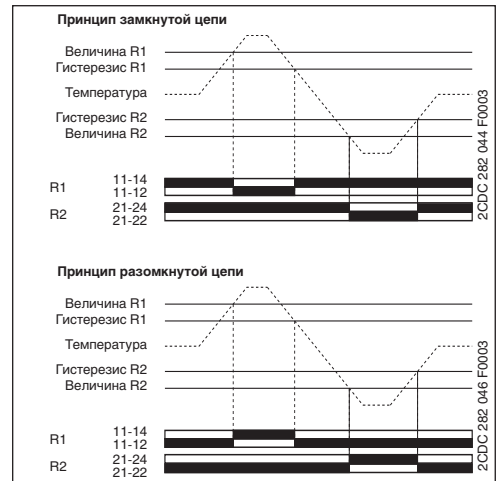 Принцип замкнутой цепи
Величина R1
Гистерезис R1
Температура
Гистерезис R2
Величина R2
R1
11-14
11-12
R2
21-24
21-22
2CDC 282 044 F0003
Принцип разомкнутой цепи
Величина R1
Гистерезис R1
Температура
Гистерезис R2
Величина R2
R1
11-14
11-12
R2
21-24
21-22
2CDC 282 046 F0003